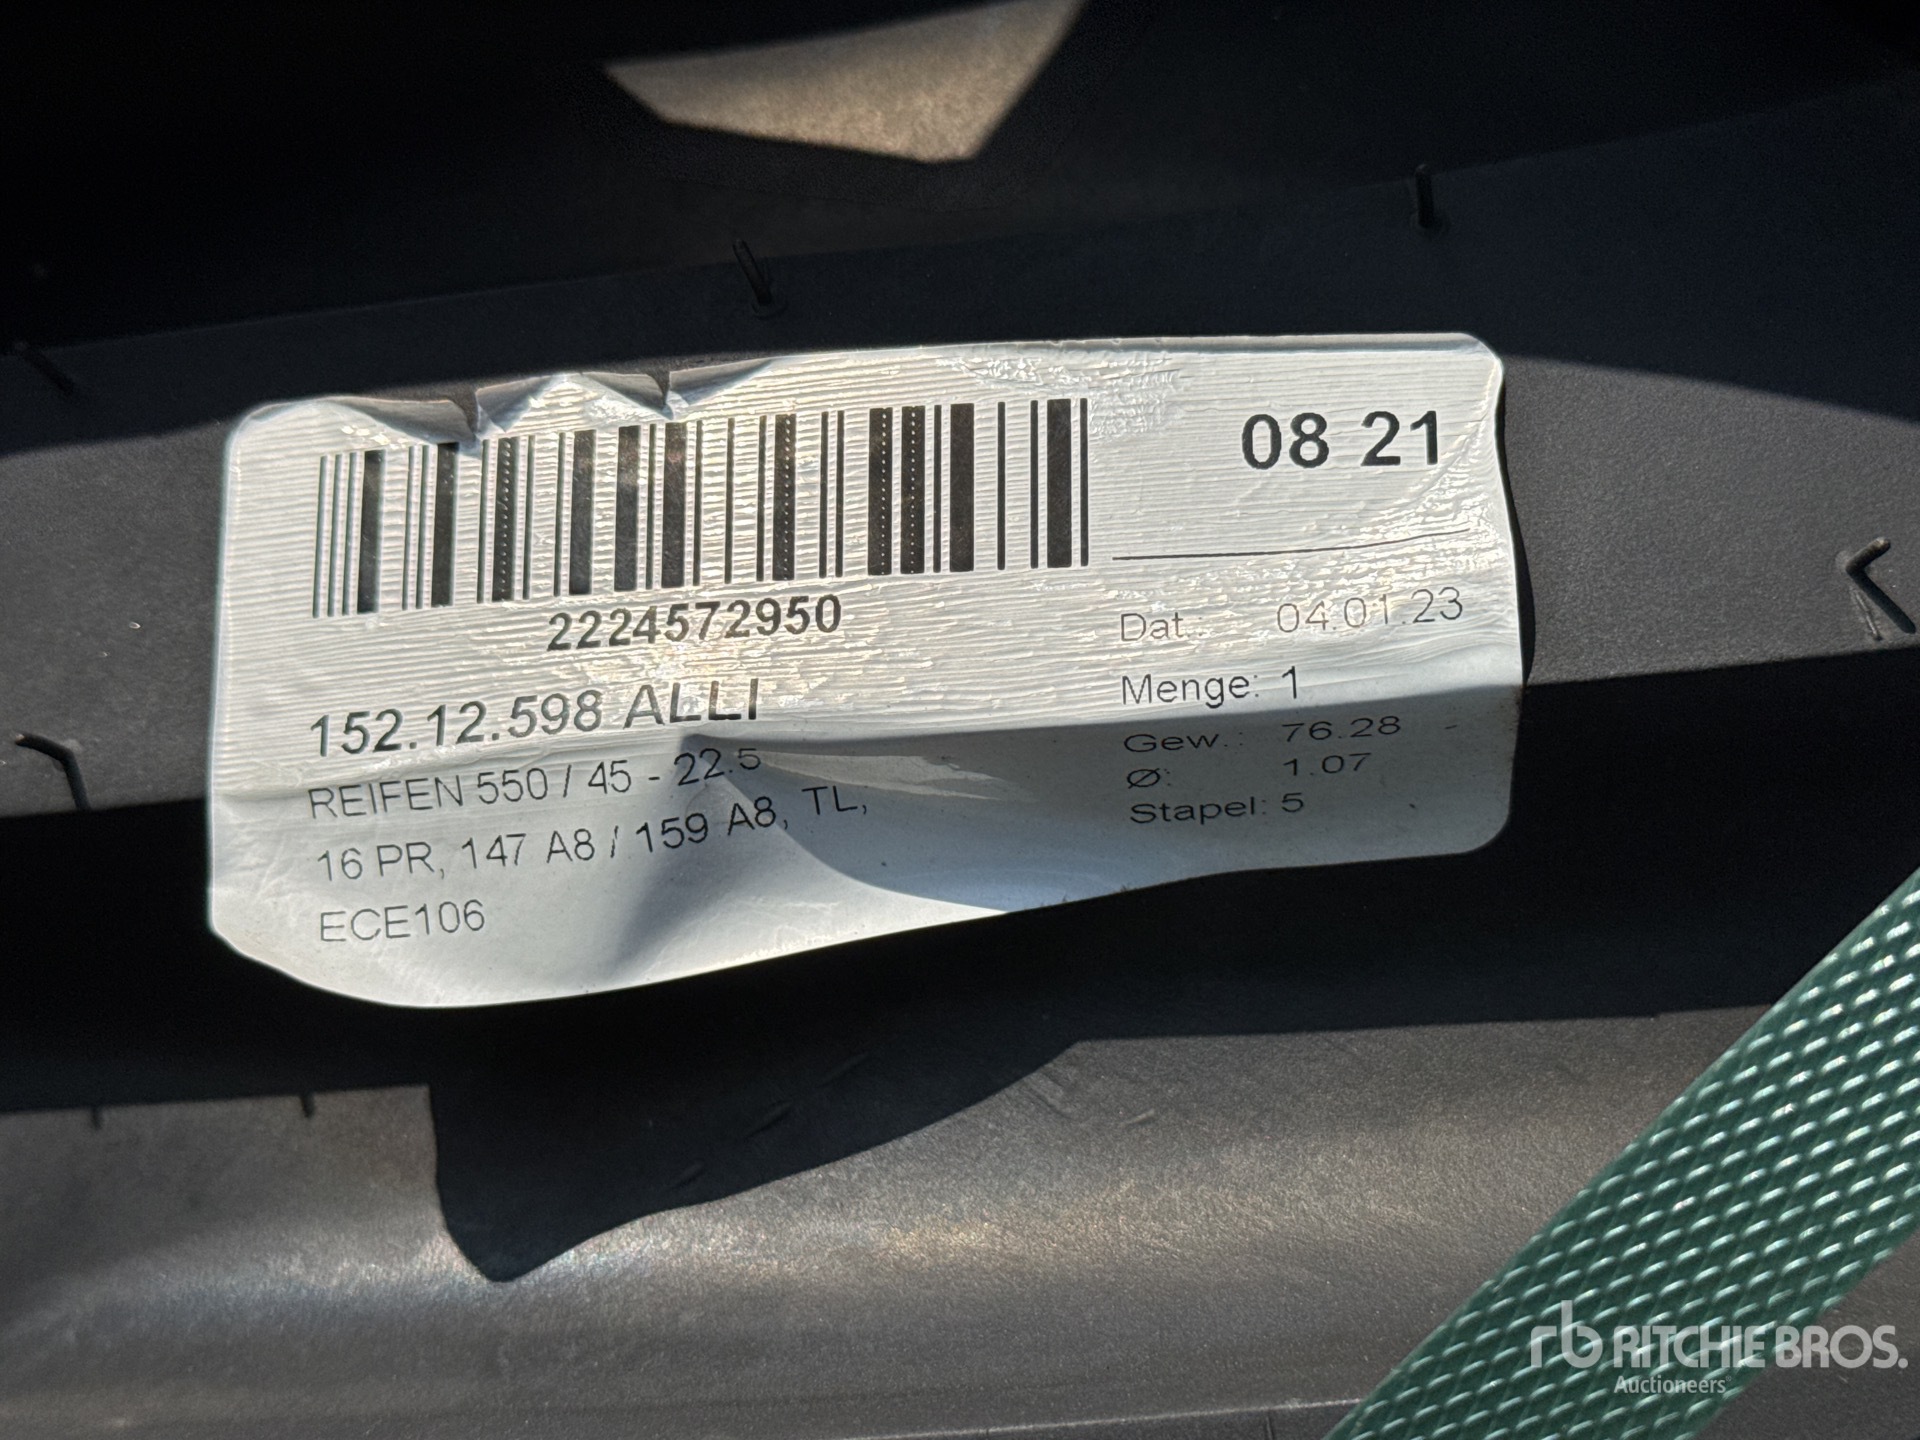 08 21
2224572950
152.12.598 ALLI
REIFEN 550 / 45 - 22.5
16 PR, 147 A8 / 159 A8, TL,
ECE106
Dat.: 04.01.23
Menge: 1
Gew.: 76.28 -
Ø: 1.07
Stapel: 5
rb RITCHIE BROS.
Auctioneers